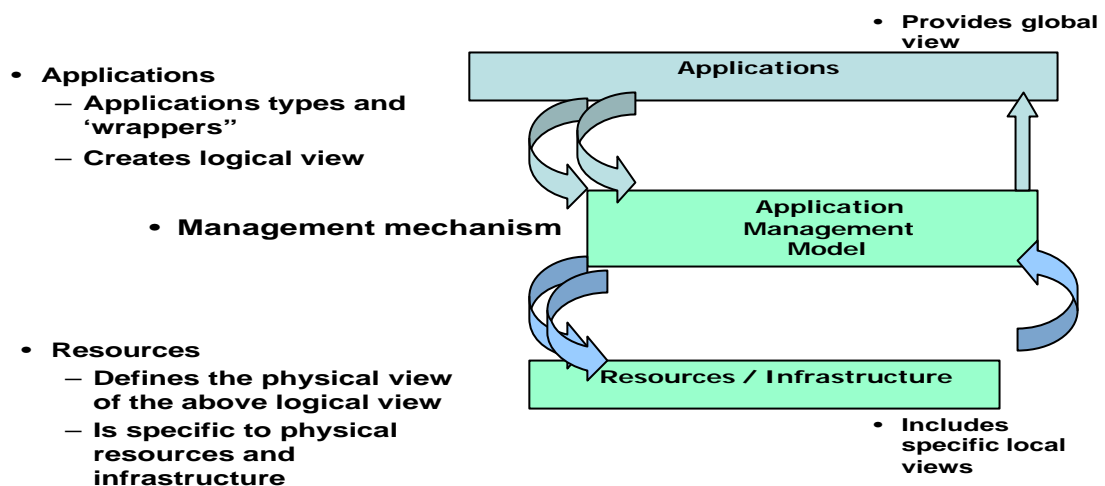 • Provides global
view
Applications
• Applications
– Applications types and
‘wrappers”
– Creates logical view
• Management mechanism
Application
Management
Model
• Resources
– Defines the physical view
of the above logical view
– Is specific to physical
resources and
infrastructure
Resources / Infrastructure
• Includes
specific local
views